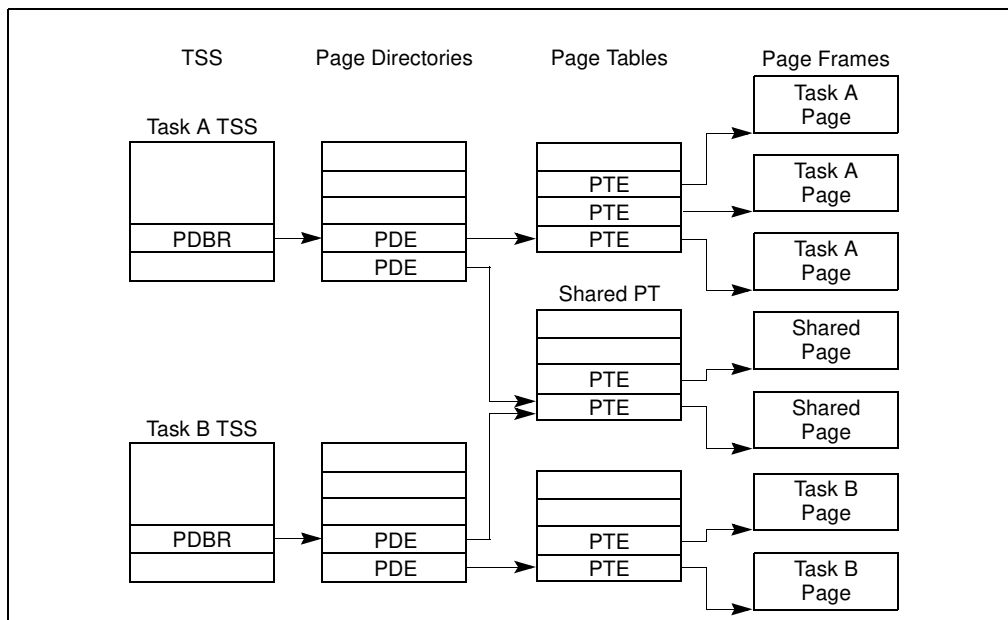 TSS
Page Directories
Page Tables
Page Frames
Task A TSS
PDBR
PDE
PDE
PTE
PTE
PTE
Task A
Page
Task A
Page
Task A
Page
Shared PT
PTE
PTE
Shared
Page
Shared
Page
Task B TSS
PDBR
PDE
PDE
PTE
PTE
Task B
Page
Task B
Page